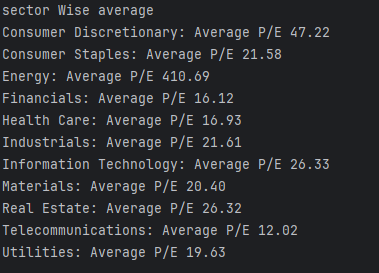 sector Wise average
Consumer Discretionary: Average P/E 47.22
Consumer Staples: Average P/E 21.58
Energy: Average P/E 410.69
Financials: Average P/E 16.12
Health Care: Average P/E 16.93
Industrials: Average P/E 21.61
Information Technology: Average P/E 26.33
Materials: Average P/E 20.40
Real Estate: Average P/E 26.32
Telecommunications: Average P/E 12.02
Utilities: Average P/E 19.63